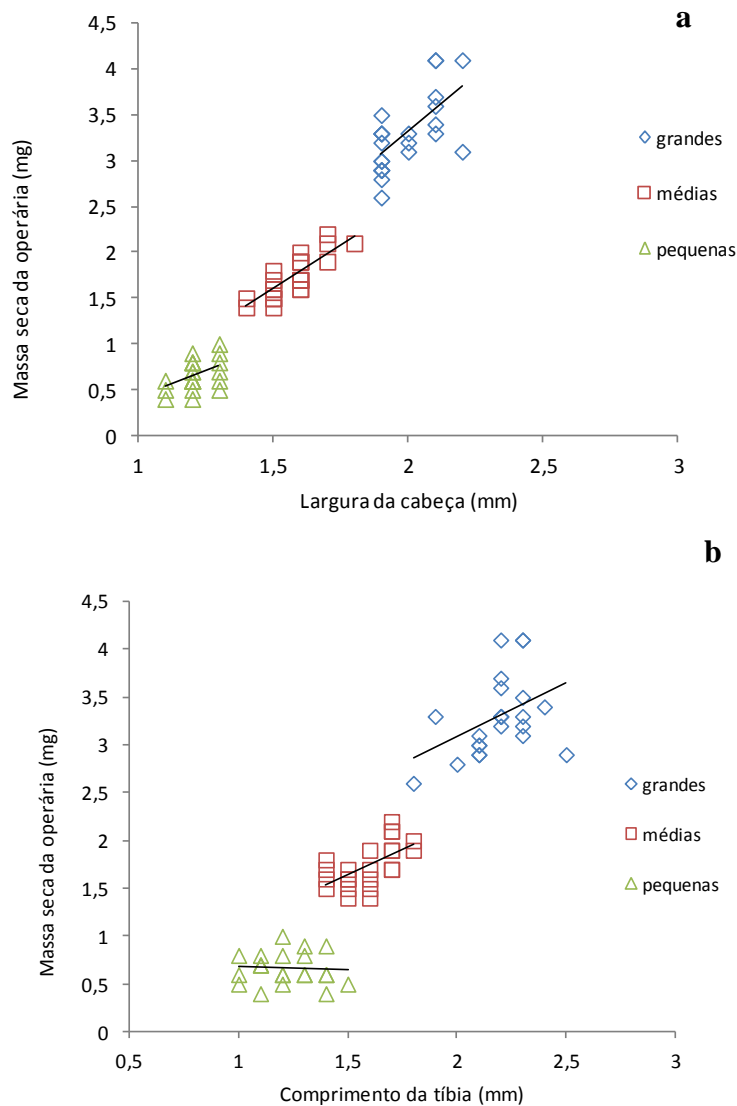 a
4,5
4
3,5
3
2,5
2
1,5
1
0,5
0
1
1,5
2
2,5
3
Massa seca da operária (mg)
Largura da cabeça (mm)
grandes
médias
pequenas
b
4,5
4
3,5
3
2,5
2
1,5
1
0,5
0
0,5
1
1,5
2
2,5
3
Massa seca da operária (mg)
Comprimento da tíbia (mm)
grandes
médias
pequenas